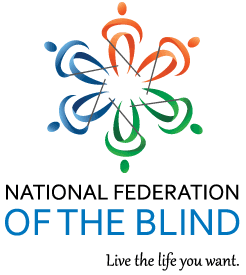 NATIONAL FEDERATION
OF THE BLIND
Live the life you want.